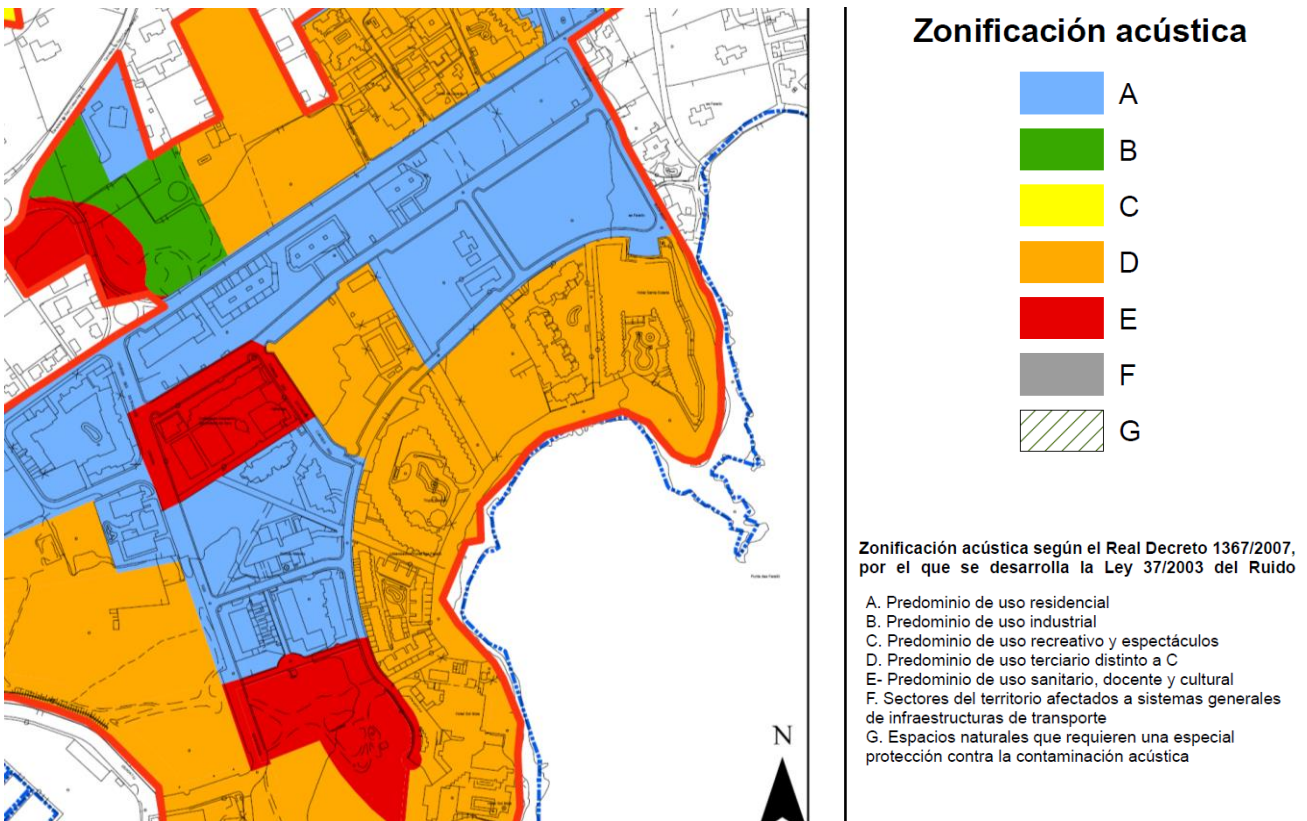 Zonificación acústica
A
B
C
D
E
F
G
Zonificación acústica según el Real Decreto 1367/2007,
por el que se desarrolla la Ley 37/2003 del Ruido
A. Predominio de uso residencial
B. Predominio de uso industrial
C. Predominio de uso recreativo y espectáculos
D. Predominio de uso terciario distinto a C
E- Predominio de uso sanitario, docente y cultural
F. Sectores del territorio afectados a sistemas generales
de infraestructuras de transporte
G. Espacios naturales que requieren una especial
protección contra la contaminación acústica
N